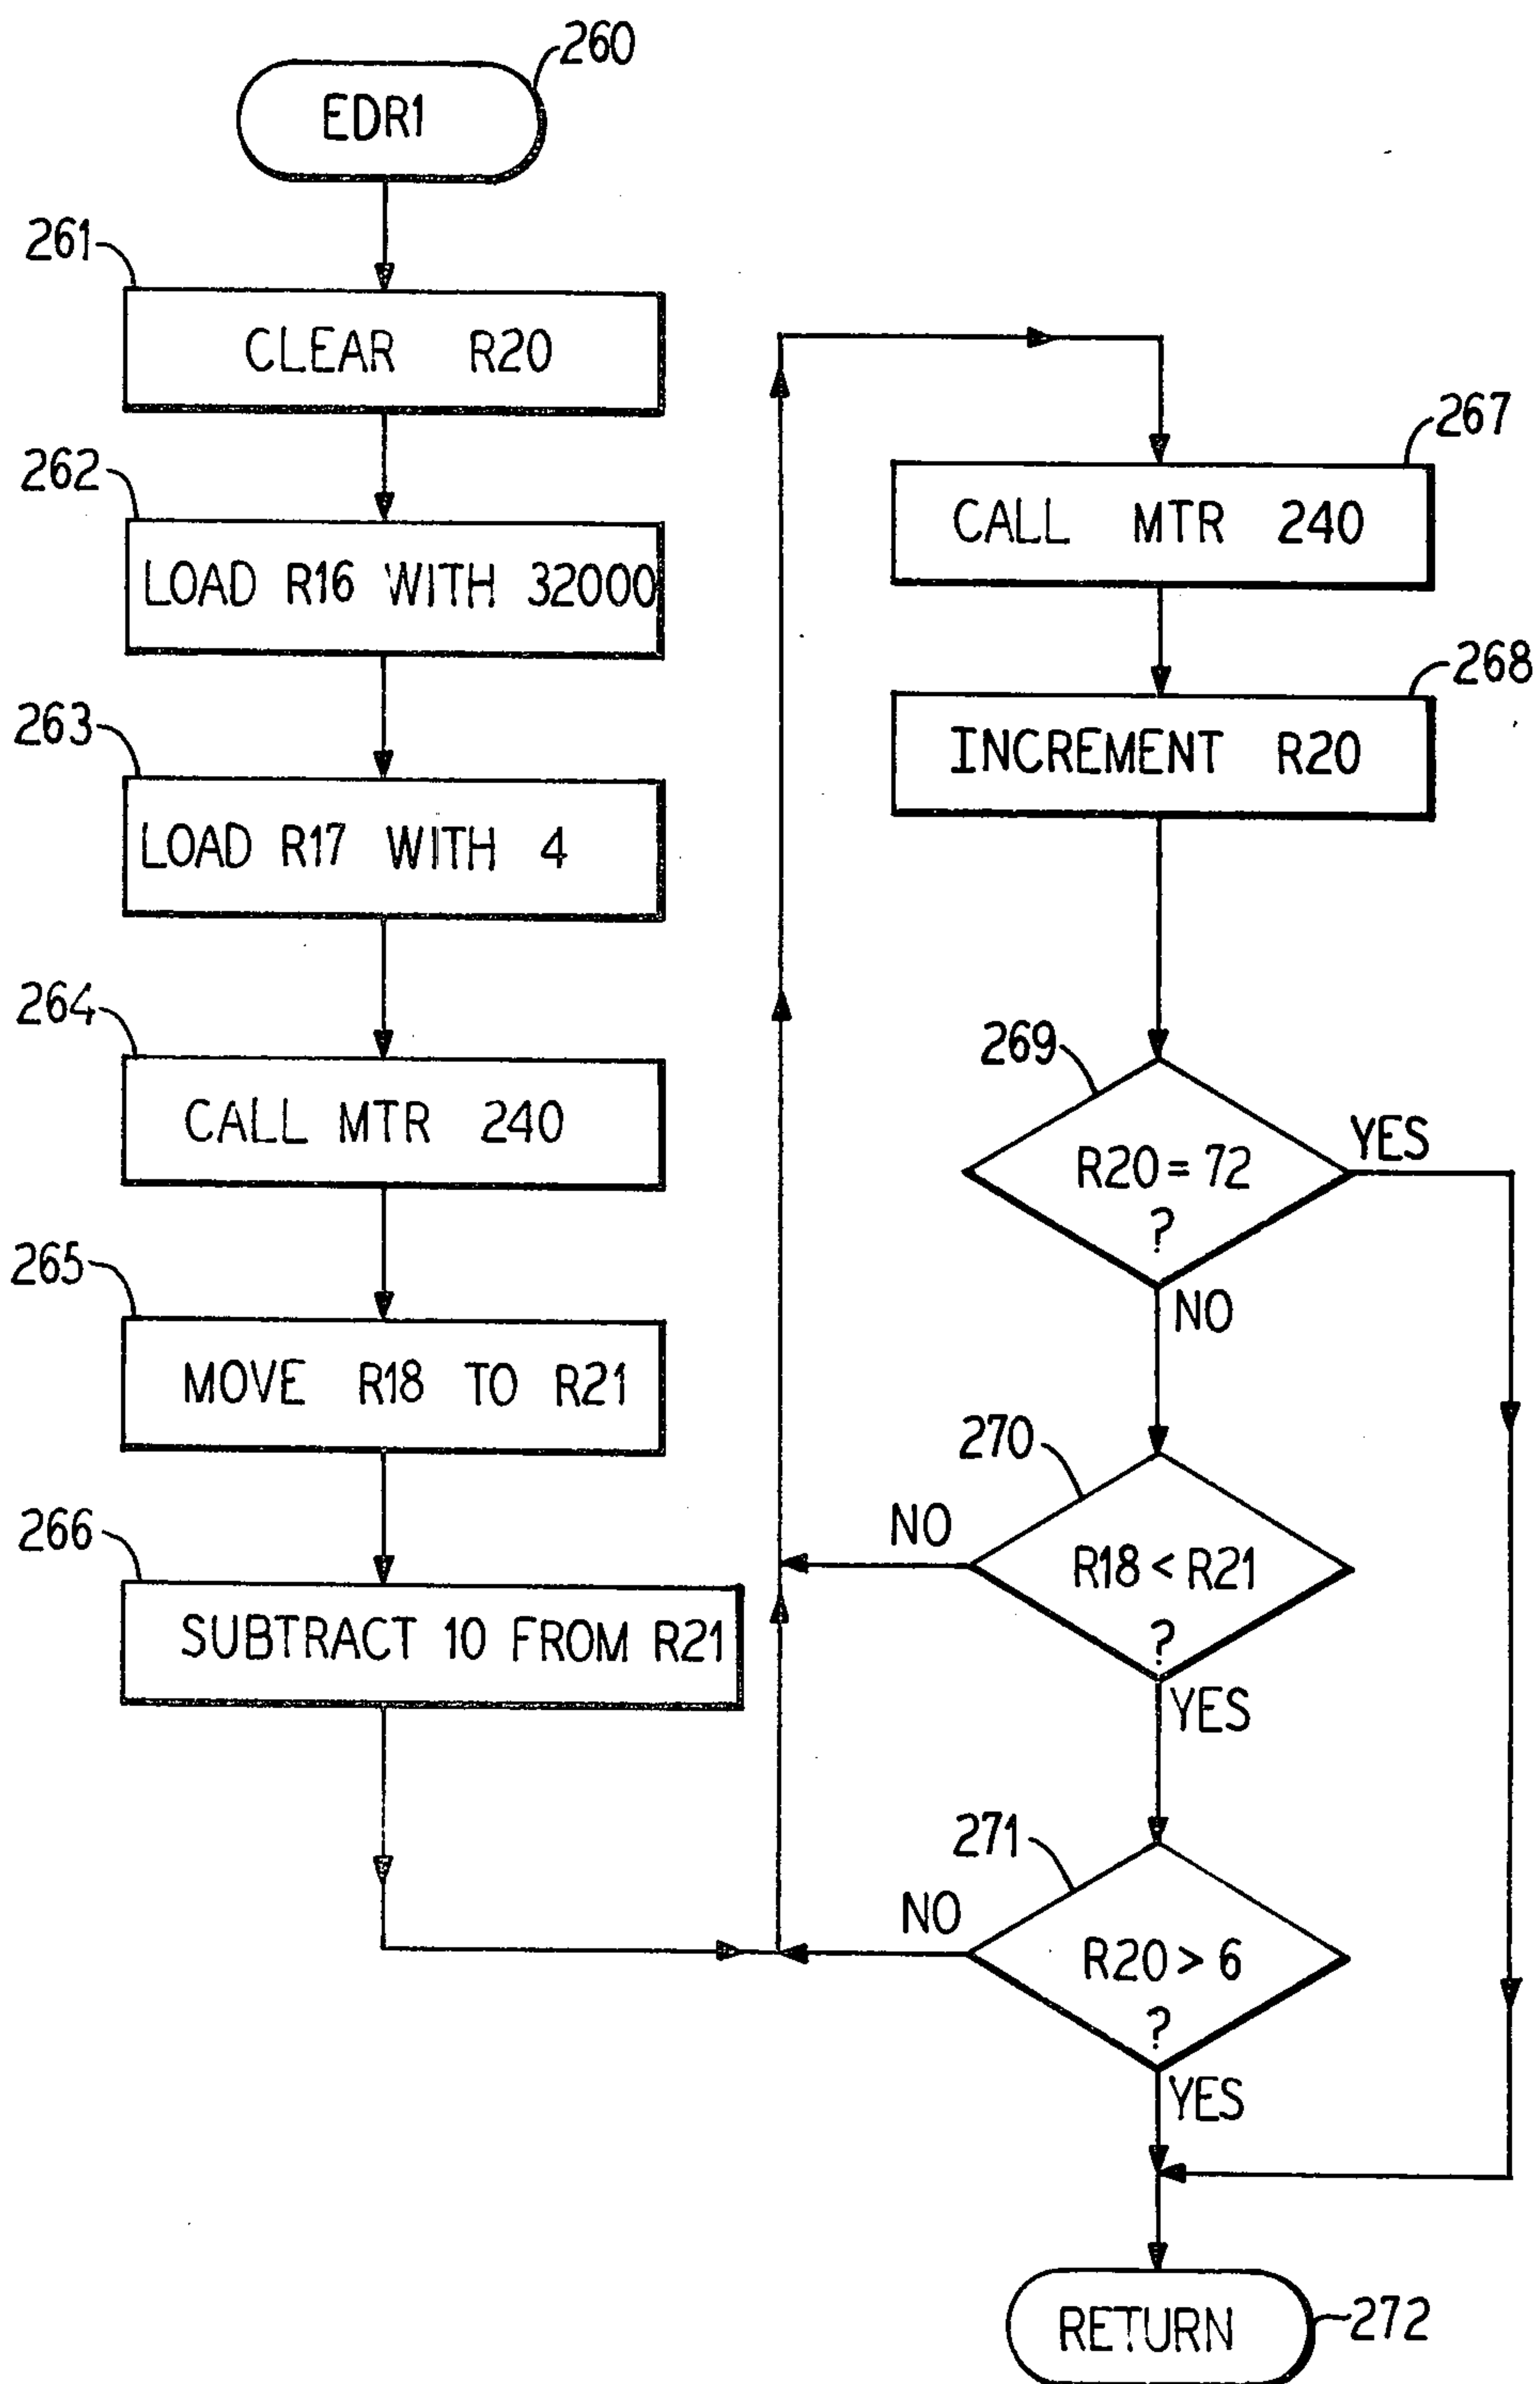 260
EDR1
261
CLEAR R20
262
LOAD R16 WITH 32000
263
LOAD R17 WITH 4
264
CALL MTR 240
265
MOVE R18 TO R21
266
SUBTRACT 10 FROM R21
267
CALL MTR 240
268
INCREMENT R20
269
R20 = 72
?
YES
NO
270
R18 < R21
?
NO
YES
271
R20 > 6
?
NO
YES
RETURN
272